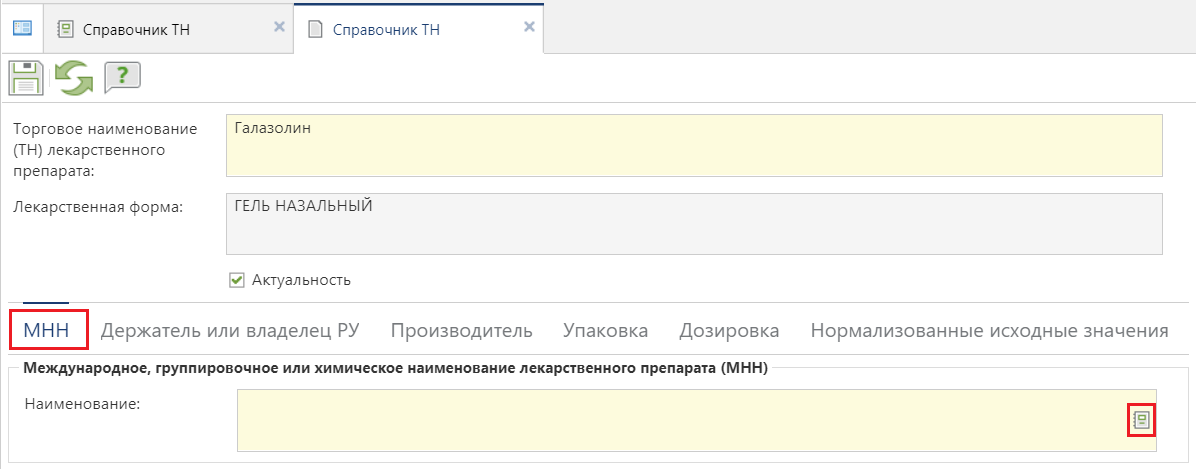 Справочник ТН
Справочник ТН
?
Торговое наименование
(ТН) лекарственного
препарата:
Галазолин
Лекарственная форма:
ГЕЛЬ НАЗАЛЬНЫЙ
Актуальность
МНН Держатель или владелец РУ Производитель Упаковка Дозировка Нормализованные исходные значения
Международное, группировочное или химическое наименование лекарственного препарата (МНН)
Наименование: